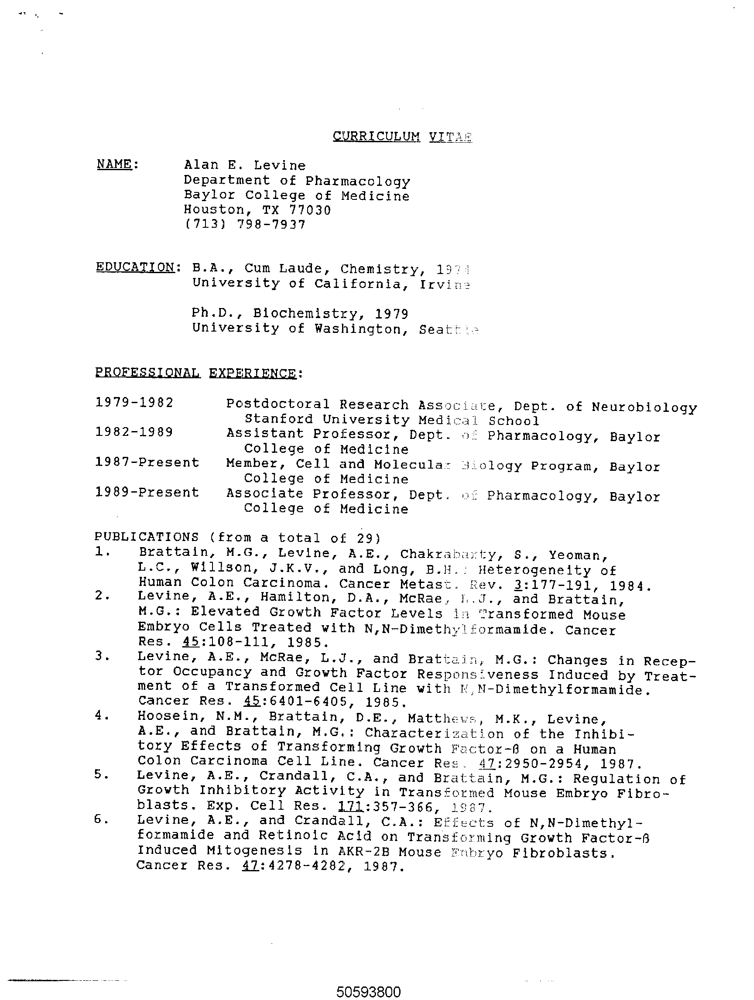 CURRICULUM VITAE
NAME: Alan E. Levine
Department of Pharmacology
Baylor College of Medicine
Houston, TX 77030
(713) 798-7937
EDUCATION: B.A., Cum Laude, Chemistry, 1974
University of California, Irvine
Ph.D., Biochemistry, 1979
University of Washington, Seattle
PROFESSIONAL EXPERIENCE:
1979-1982 Postdoctoral Research Associate, Dept. of Neurobiology
Stanford University Medical School
1982-1989 Assistant Professor, Dept. of Pharmacology, Baylor
College of Medicine
1987-Present Member, Cell and Molecular Biology Program, Baylor
College of Medicine
1989-Present Associate Professor, Dept. of Pharmacology, Baylor
College of Medicine
PUBLICATIONS (from a total of 29)
1. Brattain, M.G., Levine, A.E., Chakrabarty, S., Yeoman,
L.C., Willson, J.K.V., and Long, B.H.: Heterogeneity of
Human Colon Carcinoma. Cancer Metast. Rev. 3:177-191, 1984.
2. Levine, A.E., Hamilton, D.A., McRae, L.J., and Brattain,
M.G.: Elevated Growth Factor Levels in Transformed Mouse
Embryo Cells Treated with N,N-Dimethylformamide. Cancer
Res. 45:108-111, 1985.
3. Levine, A.E., McRae, L.J., and Brattain, M.G.: Changes in Recep-
tor Occupancy and Growth Factor Responsiveness Induced by Treat-
ment of a Transformed Cell Line with N,N-Dimethylformamide.
Cancer Res. 45:6401-6405, 1985.
4. Hoosein, N.M., Brattain, D.E., Matthews, M.K., Levine,
A.E., and Brattain, M.G.: Characterization of the Inhibi-
tory Effects of Transforming Growth Factor-β on a Human
Colon Carcinoma Cell Line. Cancer Res. 47:2950-2954, 1987.
5. Levine, A.E., Crandall, C.A., and Brattain, M.G.: Regulation of
Growth Inhibitory Activity in Transformed Mouse Embryo Fibro-
blasts. Exp. Cell Res. 171:357-366, 1987.
6. Levine, A.E., and Crandall, C.A.: Effects of N,N-Dimethyl-
formamide and Retinoic Acid on Transforming Growth Factor-β
Induced Mitogenesis in AKR-2B Mouse Embryo Fibroblasts.
Cancer Res. 47:4278-4282, 1987.
50593800